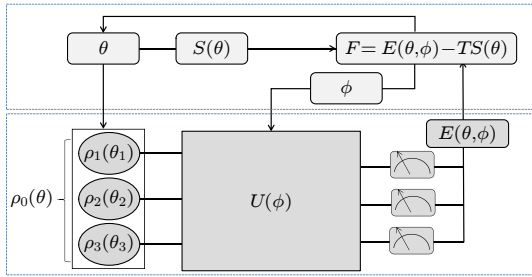 θ
S(θ)
F = E(θ,ϕ) − TS(θ)
ϕ
E(θ,ϕ)
ρ₁(θ₁)
ρ₀(θ)
ρ₂(θ₂)
U(ϕ)
ρ₃(θ₃)